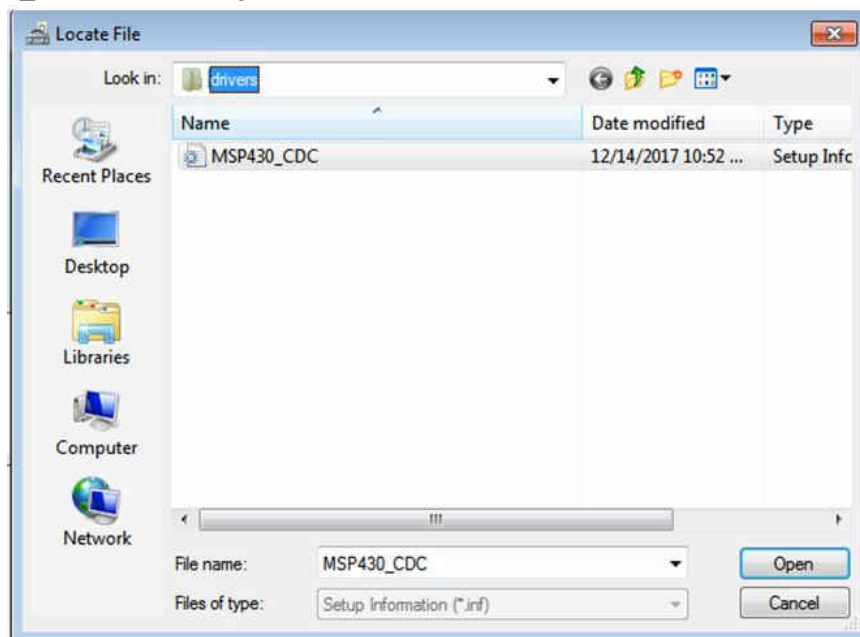 Locate File
Look in: drivers
Name Date modified Type
MSP430_CDC 12/14/2017 10:52 ... Setup Infc
Recent Places
Desktop
Libraries
Computer
Network
File name: MSP430_CDC Open
Files of type: Setup Information (*.inf) Cancel